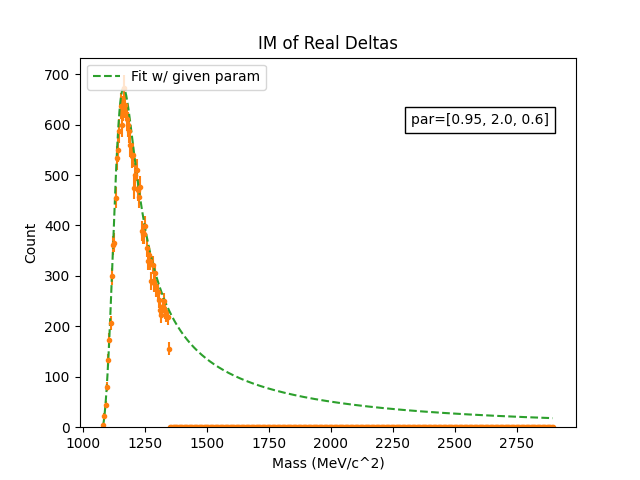 IM of Real Deltas
Fit w/ given param
par=[0.95, 2.0, 0.6]
Count
700
600
500
400
300
200
100
0
1000 1250 1500 1750 2000 2250 2500 2750
Mass (MeV/c^2)